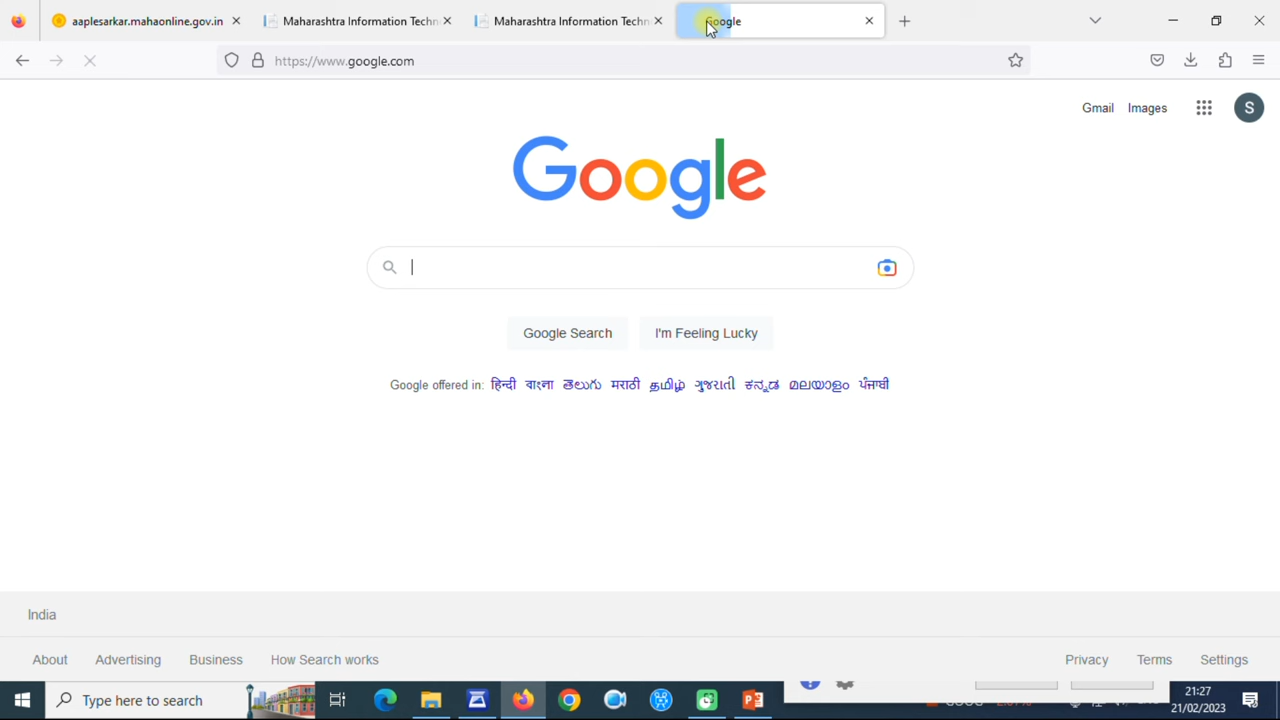 aaplesarkar.mahaonline.gov.in
Maharashtra Information Techn
Maharashtra Information Techn
Google
https://www.google.com
Gmail Images
S
Google
Google Search I'm Feeling Lucky
Google offered in: हिन्दी বাংলা తెలుగు मराठी தமிழ் ગુજરાતી ಕನ್ನಡ മലയാളം ਪੰਜਾਬੀ
India
About Advertising Business How Search works Privacy Terms Settings
Type here to search
21:27
21/02/2023